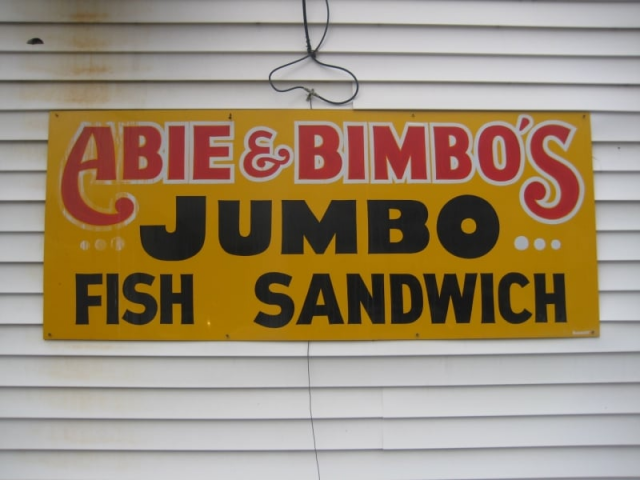 ABIE & BIMBO'S
... JUMBO ...
FISH SANDWICH